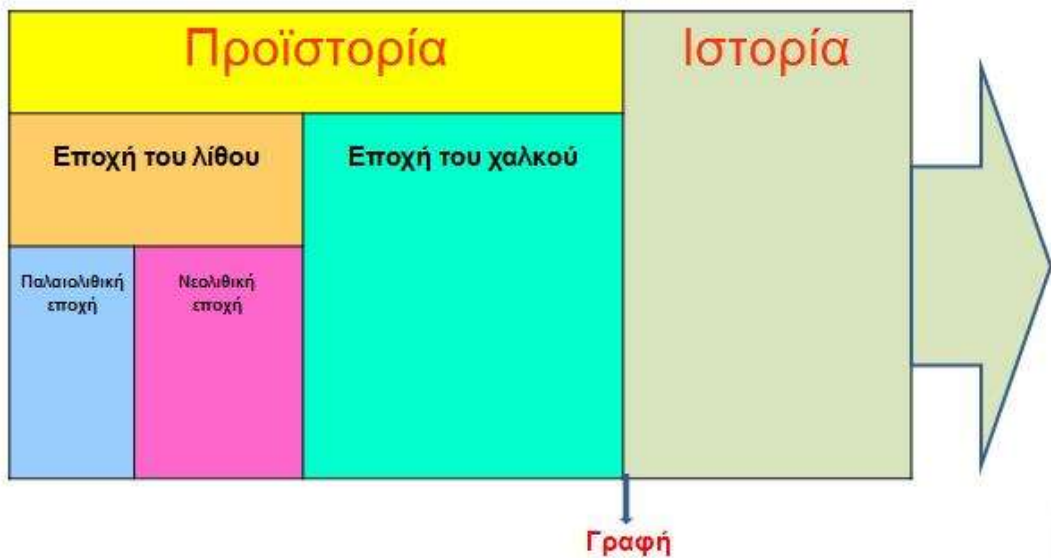 Προϊστορία
Ιστορία
Εποχή του λίθου
Εποχή του χαλκού
Παλαιολιθική
εποχή
Νεολιθική
εποχή
Γραφή